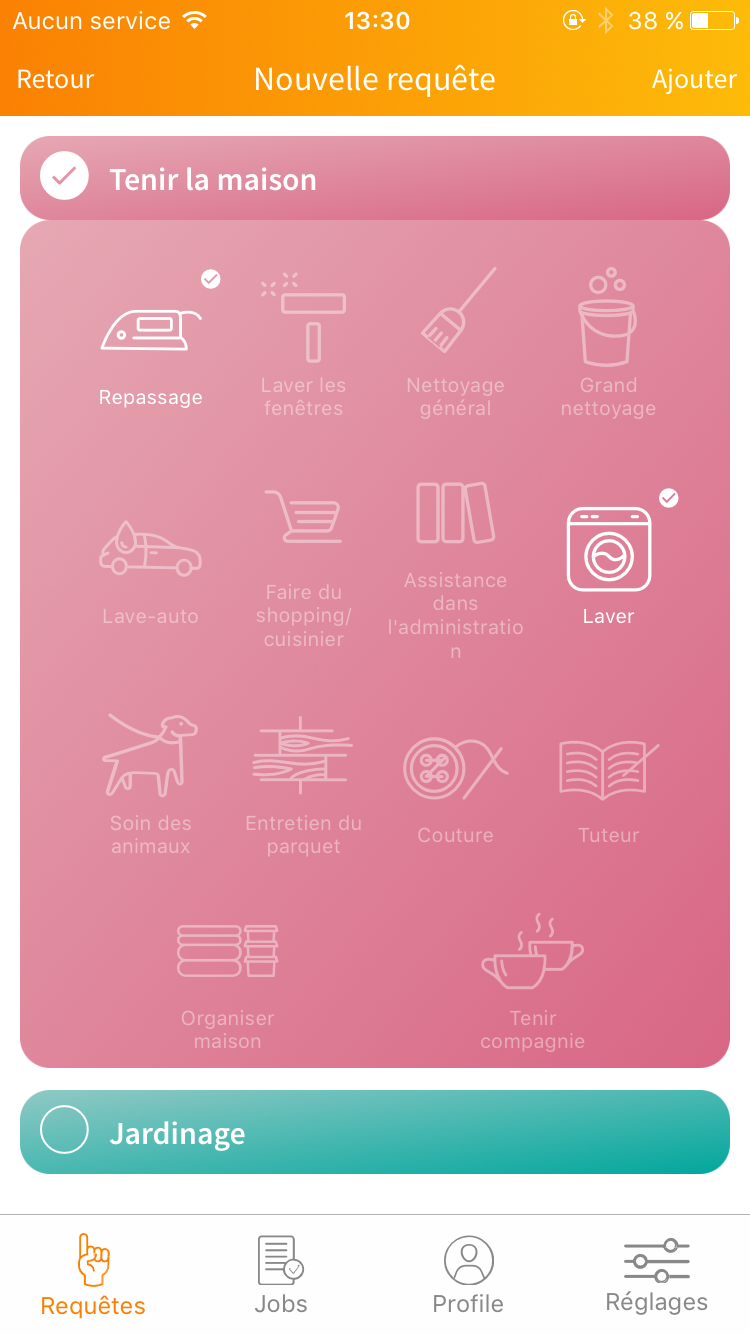 Aucun service 13:30 38 %
Retour Nouvelle requête Ajouter
Tenir la maison
Repassage
Laver les
fenêtres
Nettoyage
général
Grand
nettoyage
Lave-auto
Faire du
shopping/
cuisinier
Assistance
dans
l'administratio
n
Laver
Soin des
animaux
Entretien du
parquet
Couture
Tuteur
Organiser
maison
Tenir
compagnie
Jardinage
Requêtes Jobs Profile Réglages